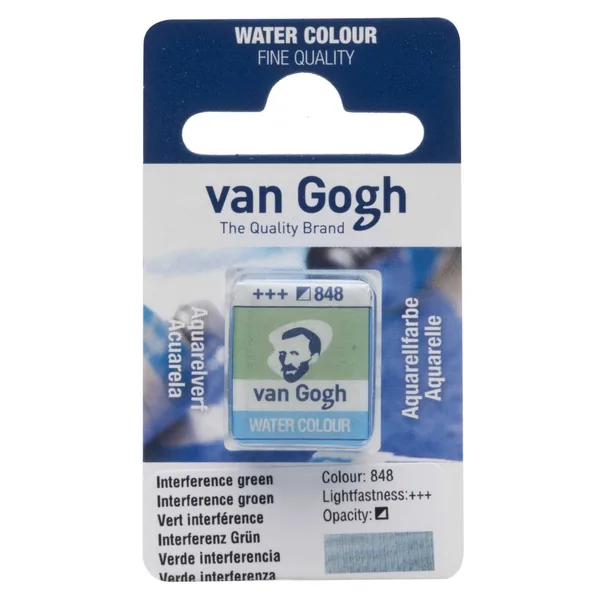 WATER COLOUR
FINE QUALITY
van Gogh
The Quality Brand
+++ 848
van Gogh
WATER COLOUR
Aquarelverf
Acuarela
Aquarellfarbe
Aquarelle
Interference green
Interference groen
Vert interférence
Interferenz Grün
Verde interferencia
Verde interferenza
Colour: 848
Lightfastness:+++
Opacity: